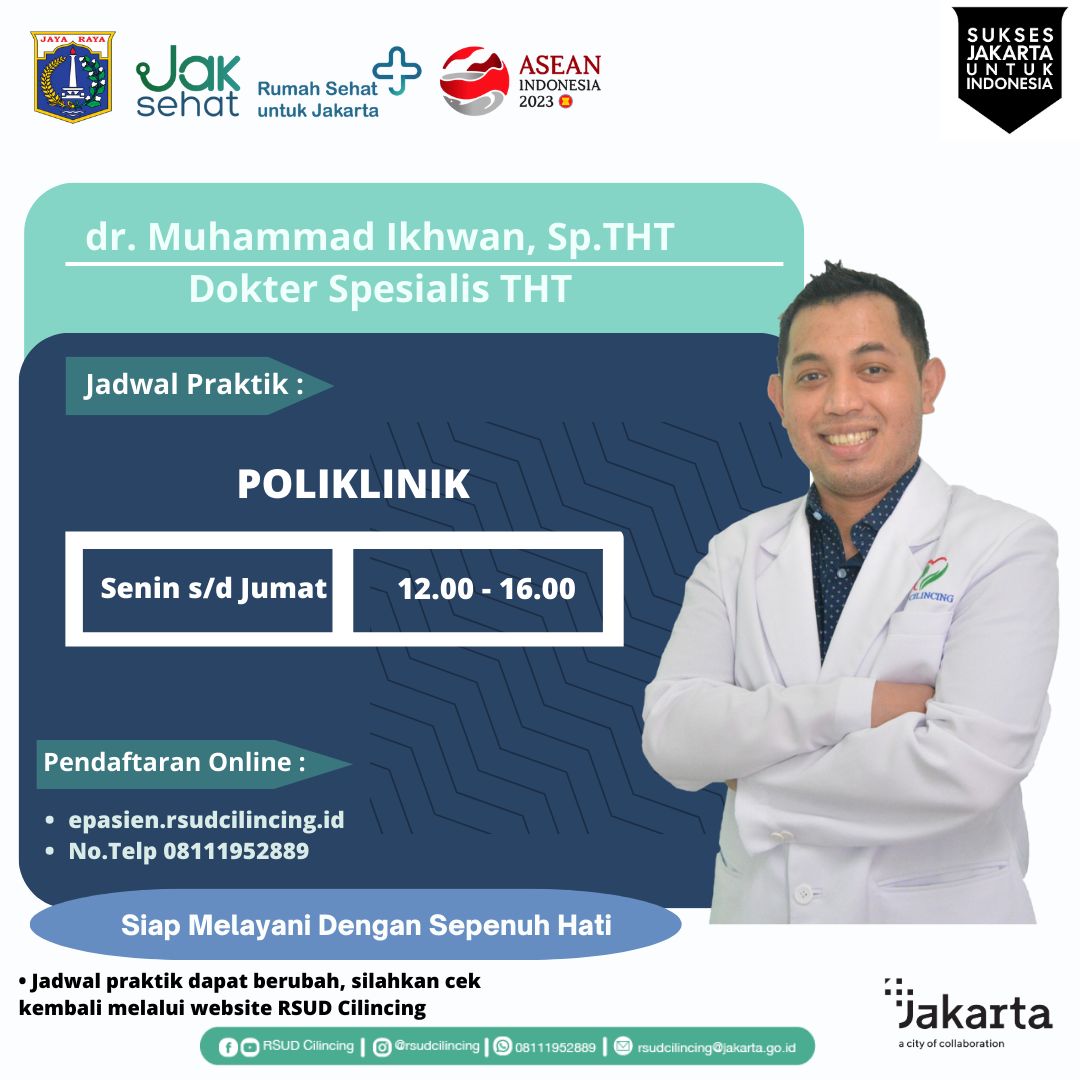 JAYA RAYA
Jak
sehat
Rumah Sehat
untuk Jakarta
ASEAN
INDONESIA
2023
SUKSES
JAKARTA
UNTUK
INDONESIA
dr. Muhammad Ikhwan, Sp.THT
Dokter Spesialis THT
Jadwal Praktik :
POLIKLINIK
Senin s/d Jumat
12.00 - 16.00
CILINCING
Pendaftaran Online :
• epasien.rsudcilincing.id
• No.Telp 08111952889
Siap Melayani Dengan Sepenuh Hati
• Jadwal praktik dapat berubah, silahkan cek
kembali melalui website RSUD Cilincing
RSUD Cilincing | @rsudcilincing | 08111952889 | rsudcilincing@jakarta.go.id
Jakarta
a city of collaboration